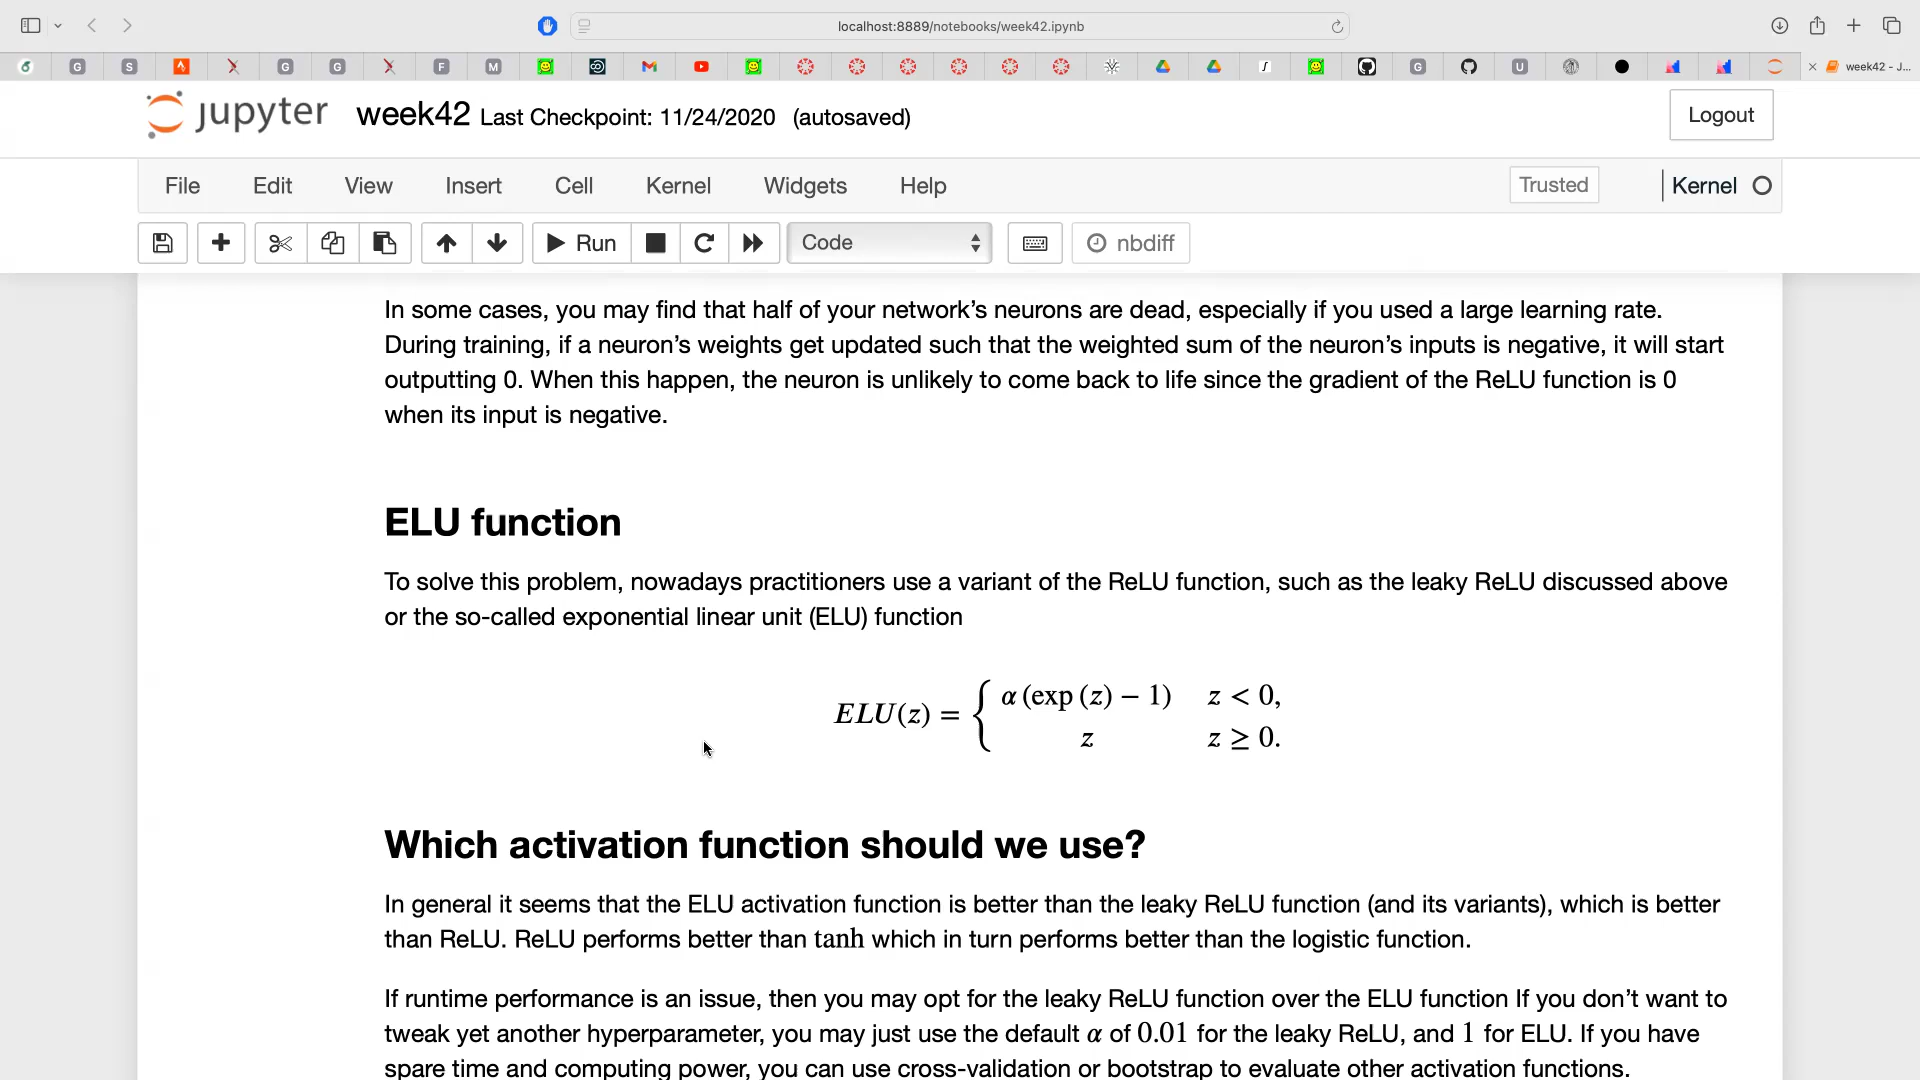 localhost:8889/notebooks/week42.ipynb
week42 - J...
jupyter week42 Last Checkpoint: 11/24/2020 (autosaved)
Logout
File Edit View Insert Cell Kernel Widgets Help
Trusted
Kernel
Run
Code
nbdiff
In some cases, you may find that half of your network’s neurons are dead, especially if you used a large learning rate.
During training, if a neuron’s weights get updated such that the weighted sum of the neuron’s inputs is negative, it will start
outputting 0. When this happen, the neuron is unlikely to come back to life since the gradient of the ReLU function is 0
when its input is negative.
ELU function
To solve this problem, nowadays practitioners use a variant of the ReLU function, such as the leaky ReLU discussed above
or the so-called exponential linear unit (ELU) function
ELU(z) = { α (exp (z) − 1) z < 0,
z z ≥ 0.
Which activation function should we use?
In general it seems that the ELU activation function is better than the leaky ReLU function (and its variants), which is better
than ReLU. ReLU performs better than tanh which in turn performs better than the logistic function.
If runtime performance is an issue, then you may opt for the leaky ReLU function over the ELU function If you don’t want to
tweak yet another hyperparameter, you may just use the default α of 0.01 for the leaky ReLU, and 1 for ELU. If you have
spare time and computing power, you can use cross-validation or bootstrap to evaluate other activation functions.